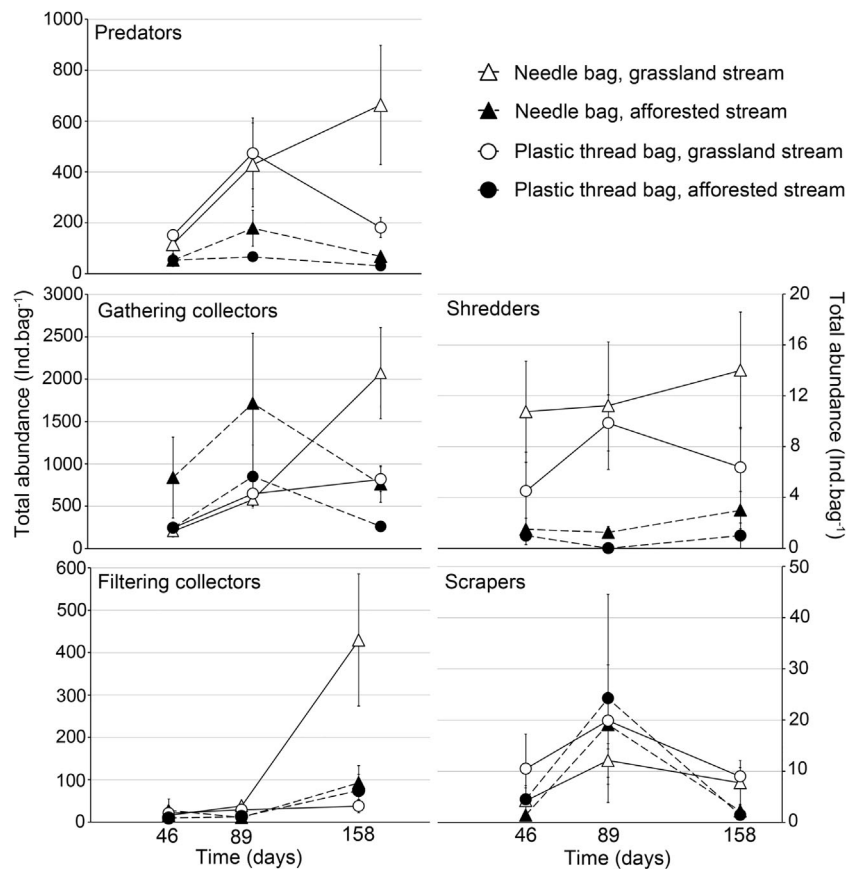 Predators
1000
800
600
400
200
0
Needle bag, grassland stream
Needle bag, afforested stream
Plastic thread bag, grassland stream
Plastic thread bag, afforested stream
Total abundance (Ind.bag-1)
Gathering collectors
3000
2500
2000
1500
1000
500
0
Shredders
20
16
12
8
4
0
Total abundance (Ind.bag-1)
Filtering collectors
600
500
400
300
200
100
0
46
89
158
Time (days)
Scrapers
50
40
30
20
10
0
46
89
158
Time (days)